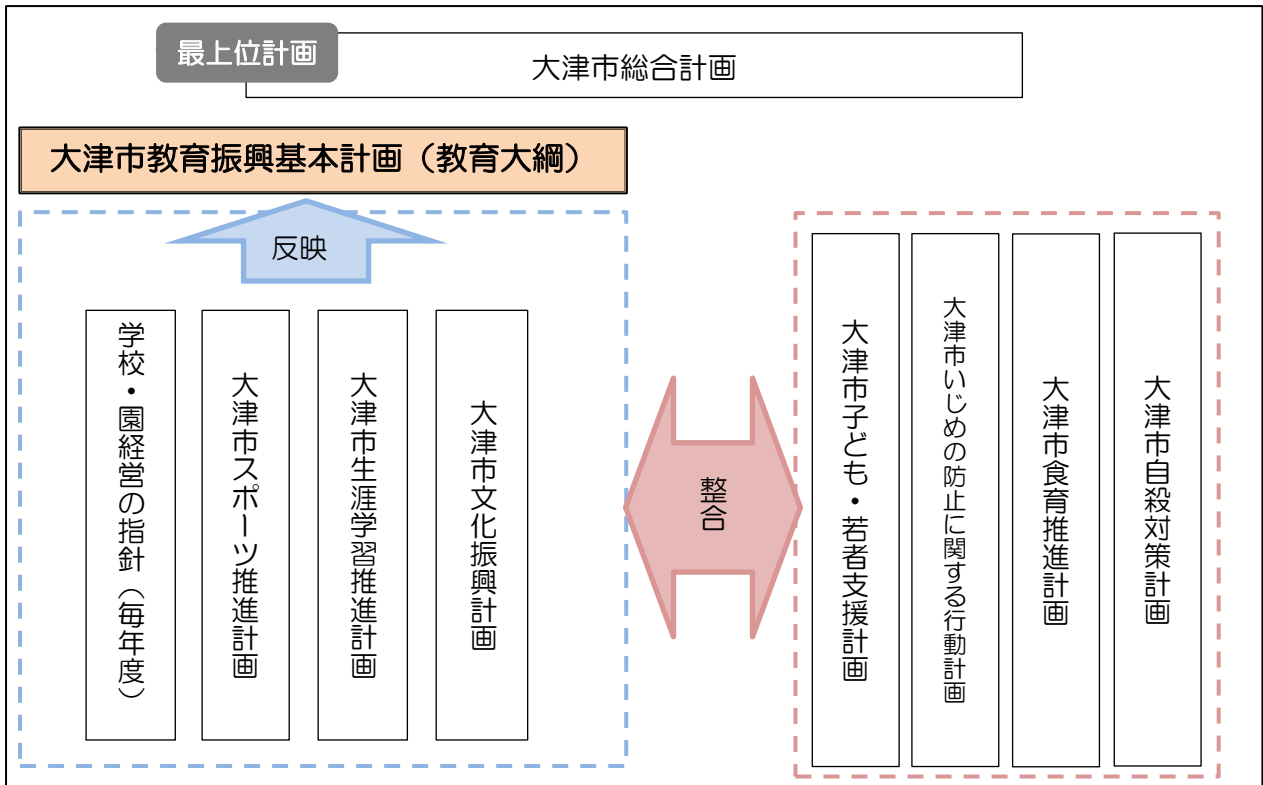 最上位計画
大津市総合計画
大津市教育振興基本計画（教育大綱）
反映
学校・園経営の指針（毎年度）
大津市スポーツ推進計画
大津市生涯学習推進計画
大津市文化振興計画
整合
大津市子ども・若者支援計画
大津市いじめの防止に関する行動計画
大津市食育推進計画
大津市自殺対策計画